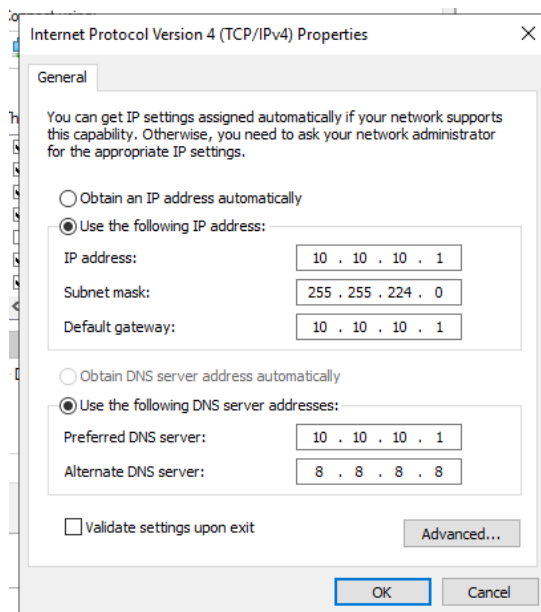 Internet Protocol Version 4 (TCP/IPv4) Properties
General
You can get IP settings assigned automatically if your network supports
this capability. Otherwise, you need to ask your network administrator
for the appropriate IP settings.
Obtain an IP address automatically
Use the following IP address:
IP address: 10 . 10 . 10 . 1
Subnet mask: 255 . 255 . 224 . 0
Default gateway: 10 . 10 . 10 . 1
Obtain DNS server address automatically
Use the following DNS server addresses:
Preferred DNS server: 10 . 10 . 10 . 1
Alternate DNS server: 8 . 8 . 8 . 8
Validate settings upon exit
Advanced...
OK Cancel